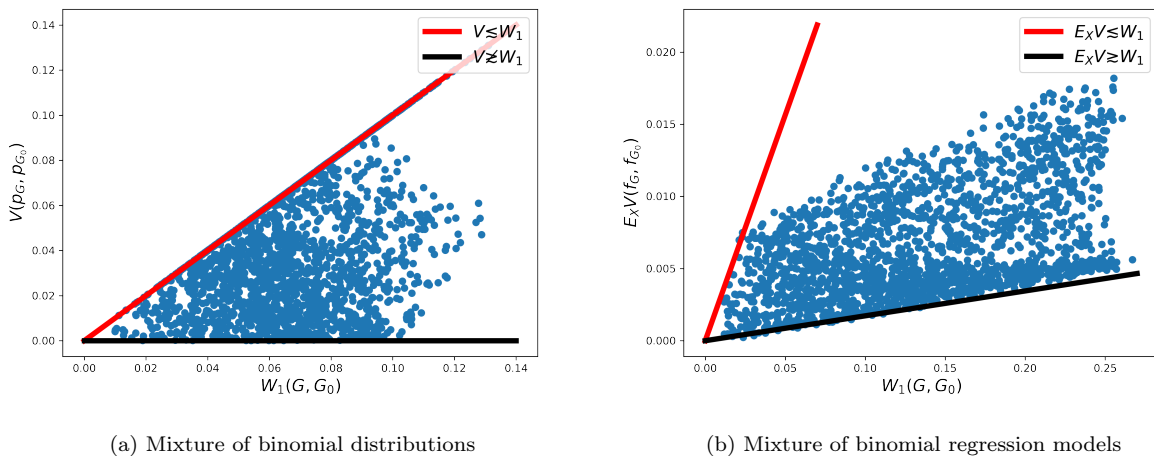 0.14
0.12
0.10
0.08
0.06
0.04
0.02
0.00
V(p_G, p_{G_0})
0.00 0.02 0.04 0.06 0.08 0.10 0.12 0.14
W_1(G, G_0)
V≲W_1
V≵W_1
(a) Mixture of binomial distributions
0.020
0.015
0.010
0.005
0.000
E_X V(f_G, f_{G_0})
0.00 0.05 0.10 0.15 0.20 0.25
W_1(G, G_0)
E_X V≲W_1
E_X V≳W_1
(b) Mixture of binomial regression models